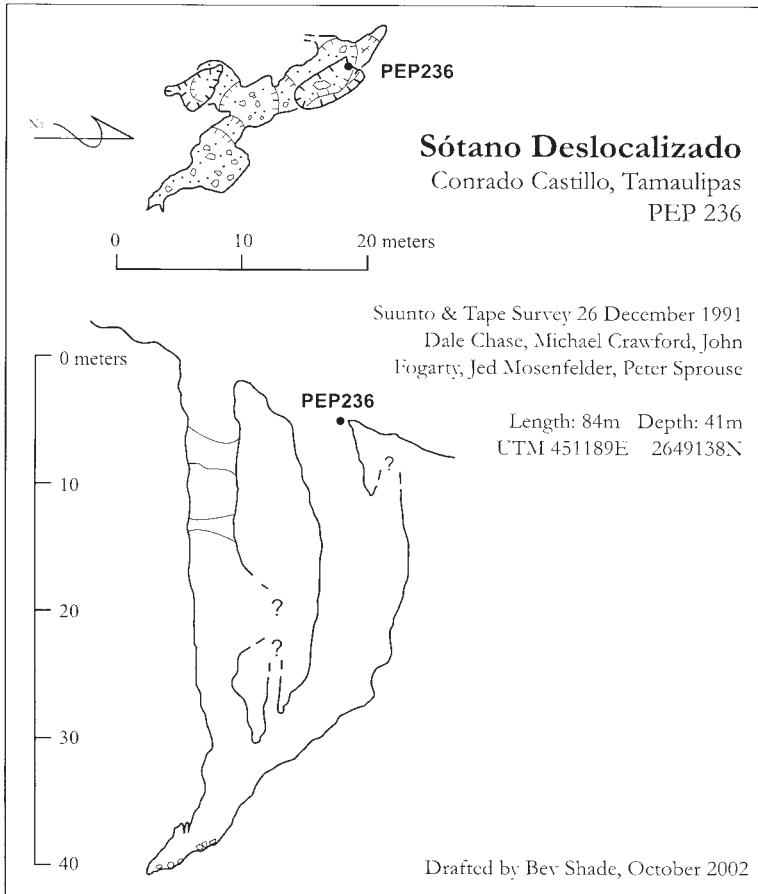 PEP236
N
Sótano Deslocalizado
Conrado Castillo, Tamaulipas
PEP 236
0 10 20 meters
Suunto & Tape Survey 26 December 1991
Dale Chase, Michael Crawford, John
Fogarty, Jed Mosenfelder, Peter Sprouse
Length: 84m Depth: 41m
UTM 451189E 2649138N
0 meters
PEP236
?
10
?
20
?
30
40
Drafted by Bev Shade, October 2002